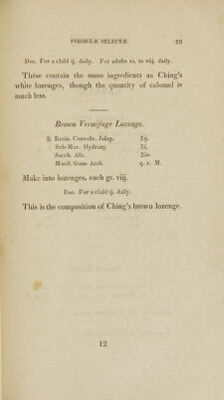 FORMULÆ SELECTÆ. 69
Dos. For a child ij. daily. For adults vi. to viij. daily.
These contain the same ingredients as Ching's
white lozenges, though the quantity of calomel is
much less.
Brown Vermifuge Lozenge.
℞ Resin. Convolv. Jalap. ʒij.
Sub-Mur. Hydrarg. ʒi.
Sacch. Alb. ʒiv.
Mucil. Gum. Arab. q. s. M.
Make into lozenges, each gr. viij.
Dos. For a child ij. daily.
This is the composition of Ching's brown lozenge.
12